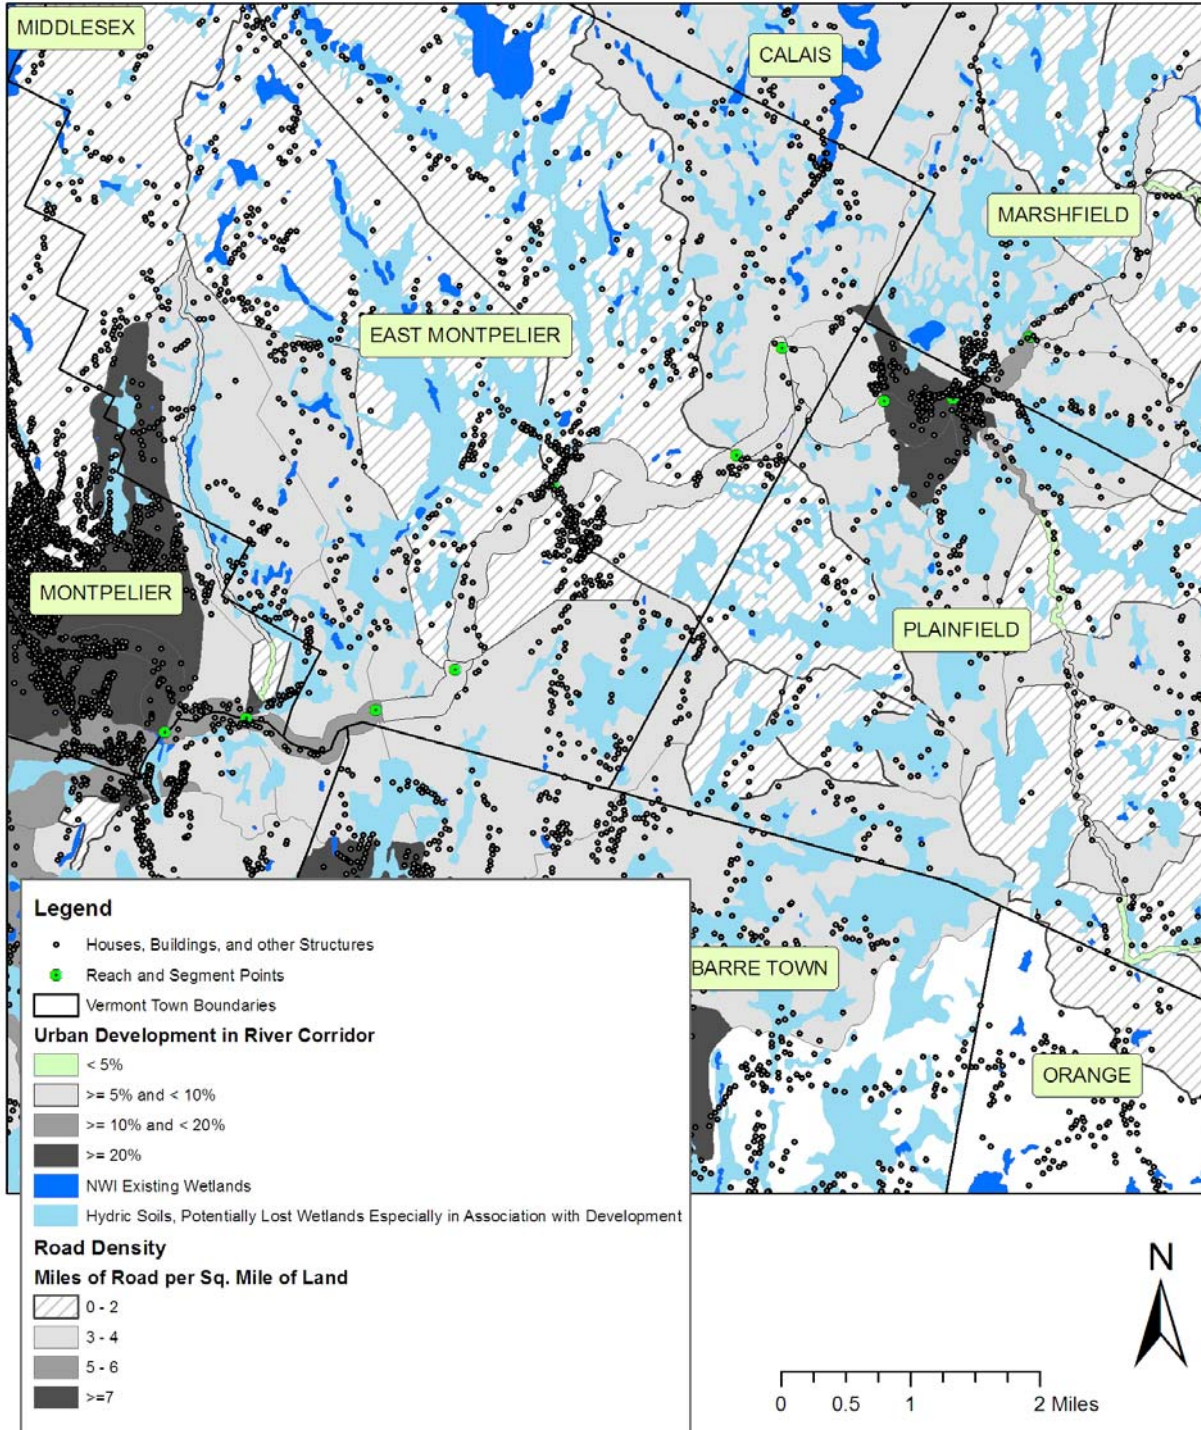 MIDDLESEX
CALAIS
MARSHFIELD
EAST MONTPELIER
MONTPELIER
PLAINFIELD
BARRE TOWN
ORANGE
Legend
Houses, Buildings, and other Structures
Reach and Segment Points
Vermont Town Boundaries
Urban Development in River Corridor
< 5%
>= 5% and < 10%
>= 10% and < 20%
>= 20%
NWI Existing Wetlands
Hydric Soils, Potentially Lost Wetlands Especially in Association with Development
Road Density
Miles of Road per Sq. Mile of Land
0 - 2
3 - 4
5 - 6
>=7
N
0 0.5 1 2 Miles